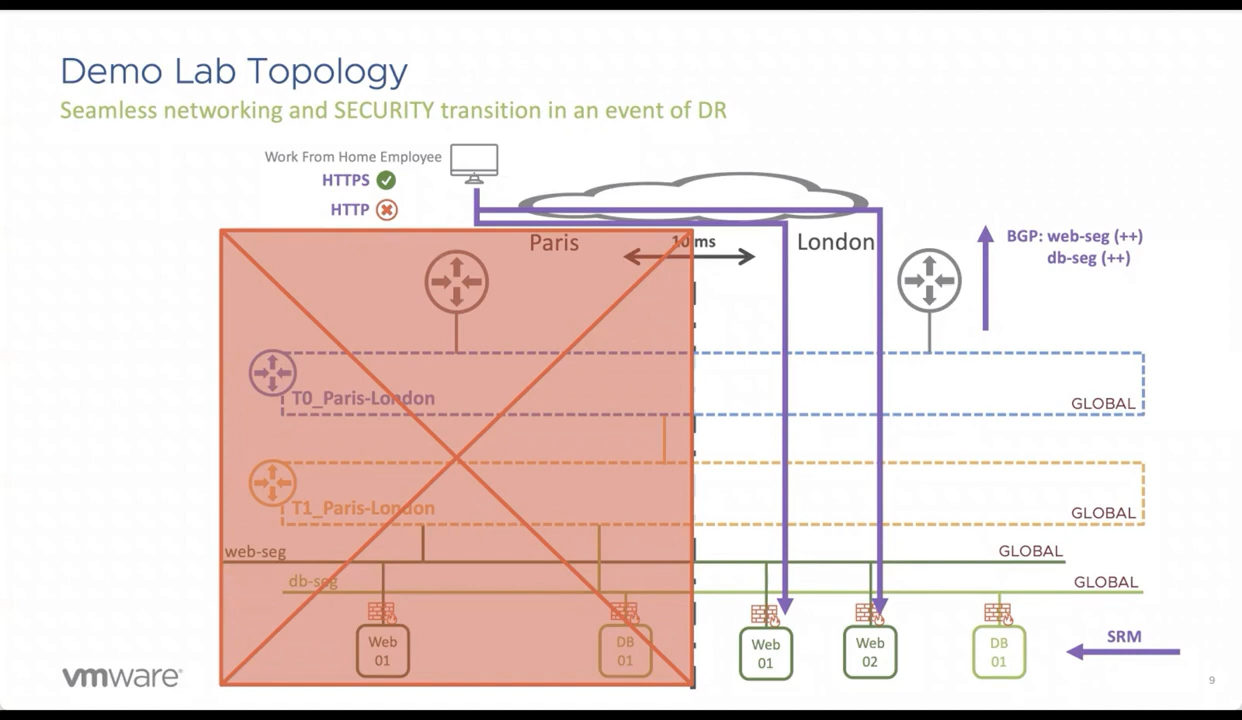 Demo Lab Topology
Seamless networking and SECURITY transition in an event of DR
Work From Home Employee
HTTPS
HTTP
Paris
10 ms
London
BGP: web-seg (++)
db-seg (++)
T0_Paris-London
GLOBAL
T1_Paris-London
GLOBAL
web-seg
GLOBAL
db-seg
GLOBAL
Web
01
DB
01
Web
01
Web
02
DB
01
SRM
vmware®
9